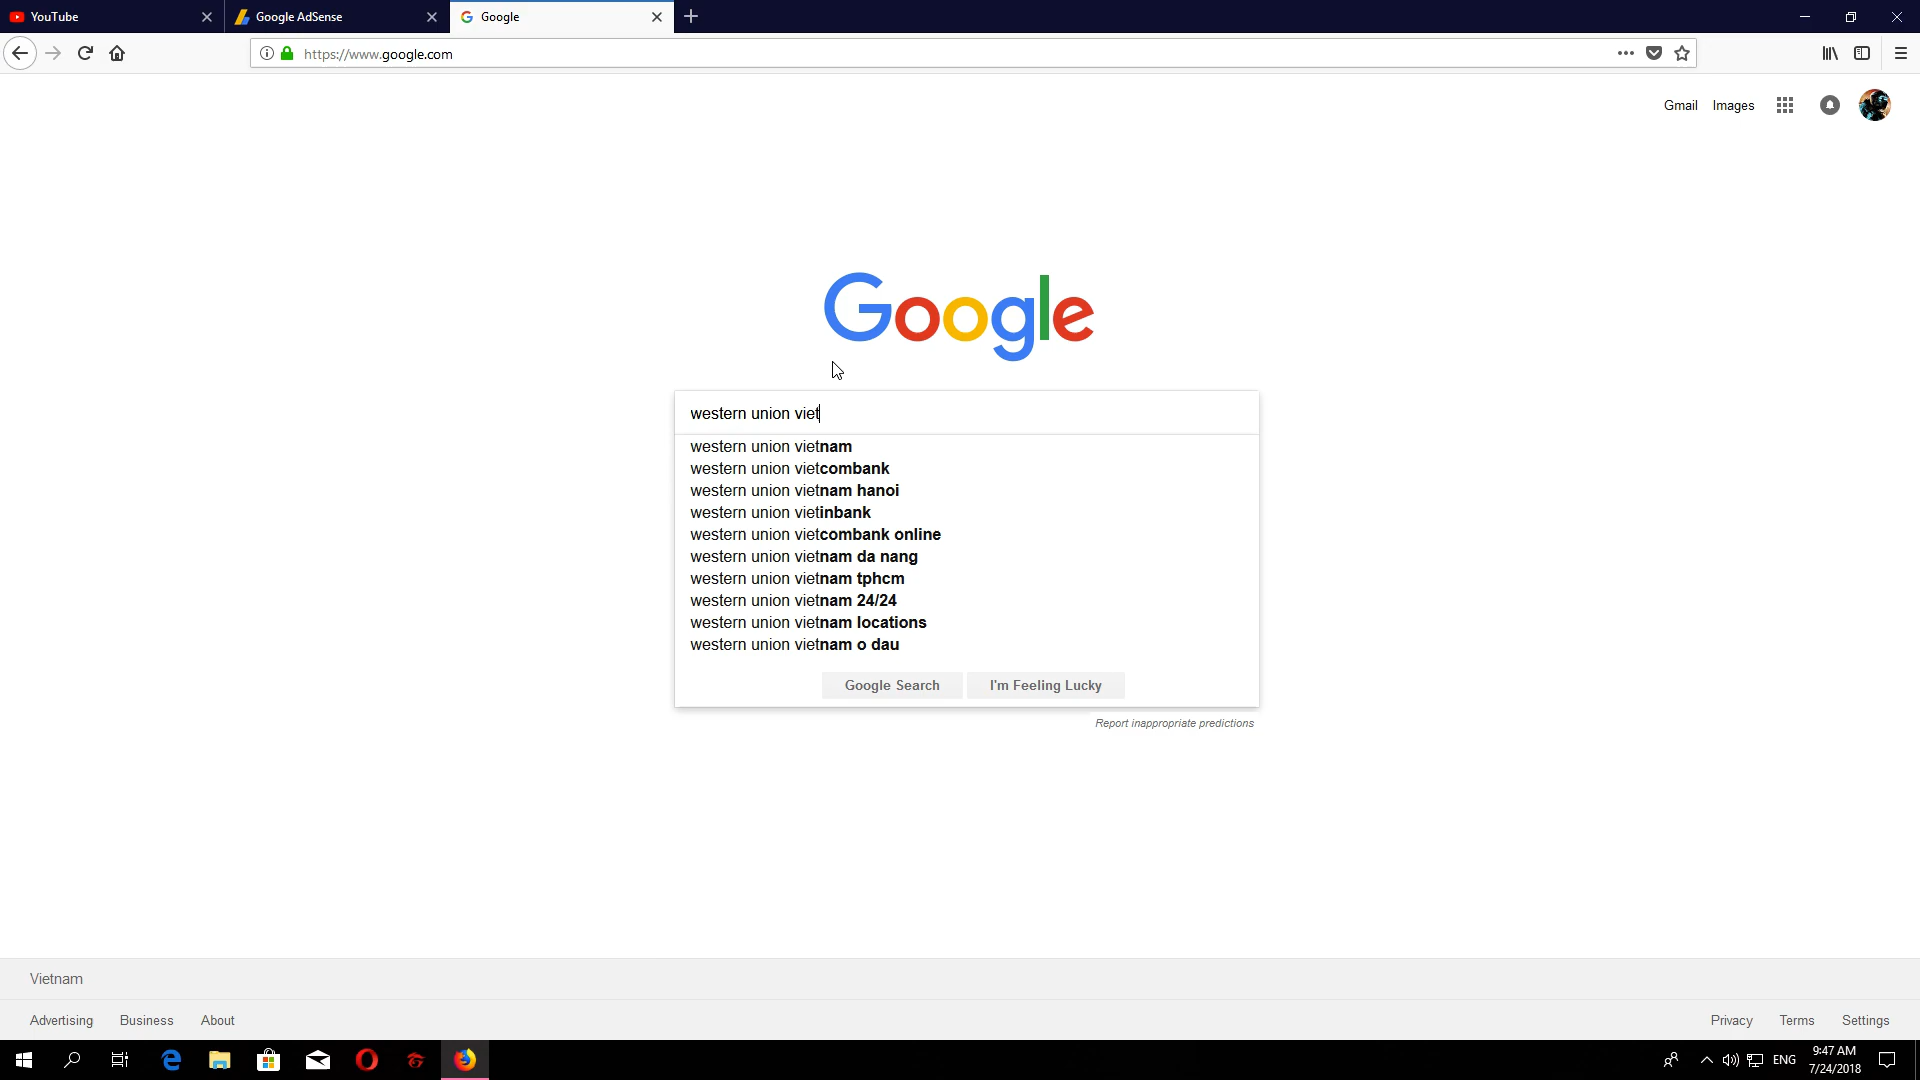 YouTube
Google AdSense
Google
https://www.google.com
Gmail Images
Google
western union viet
western union vietnam
western union vietcombank
western union vietnam hanoi
western union vietinbank
western union vietcombank online
western union vietnam da nang
western union vietnam tphcm
western union vietnam 24/24
western union vietnam locations
western union vietnam o dau
Google Search I'm Feeling Lucky
Report inappropriate predictions
Vietnam
Advertising Business About Privacy Terms Settings
ENG
9:47 AM
7/24/2018